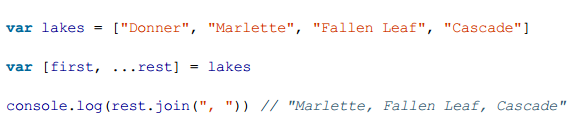 var lakes = ["Donner", "Marlette", "Fallen Leaf", "Cascade"]
var [first, ...rest] = lakes
console.log(rest.join(", ")) // "Marlette, Fallen Leaf, Cascade"